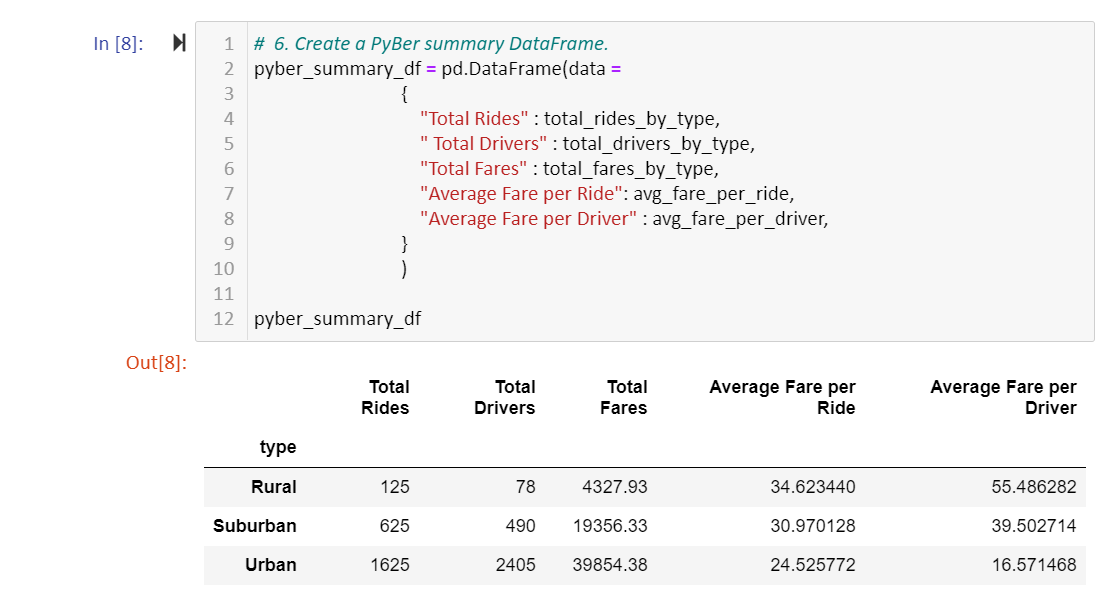 In [8]:
1 #  6. Create a PyBer summary DataFrame.
2 pyber_summary_df = pd.DataFrame(data =
3 {
4 "Total Rides" : total_rides_by_type,
5 " Total Drivers" : total_drivers_by_type,
6 "Total Fares" : total_fares_by_type,
7 "Average Fare per Ride": avg_fare_per_ride,
8 "Average Fare per Driver" : avg_fare_per_driver,
9 }
10 )
11
12 pyber_summary_df
Out[8]:
Total Total Total Average Fare per Average Fare per
Rides Drivers Fares Ride Driver
type
Rural 125 78 4327.93 34.623440 55.486282
Suburban 625 490 19356.33 30.970128 39.502714
Urban 1625 2405 39854.38 24.525772 16.571468